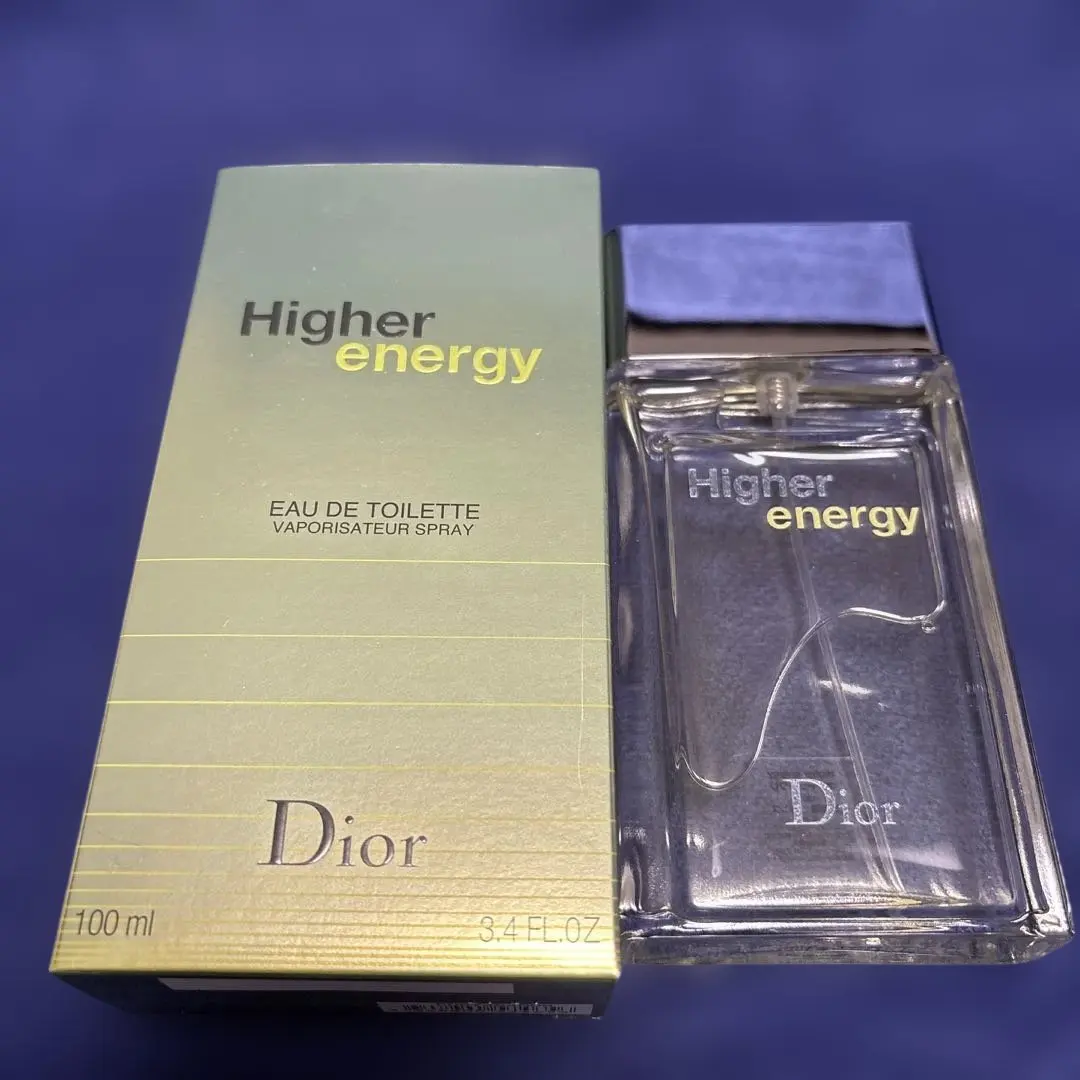 Higher
energy
EAU DE TOILETTE
VAPORISATEUR SPRAY
Dior
100 ml
3.4 FL.OZ
Higher
energy
Dior